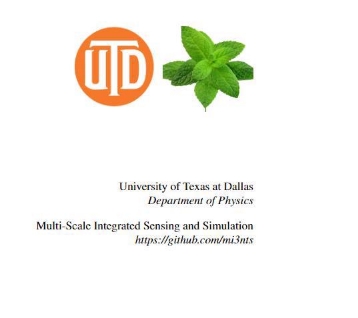 UTD
University of Texas at Dallas
Department of Physics
Multi-Scale Integrated Sensing and Simulation
https://github.com/mi3nts